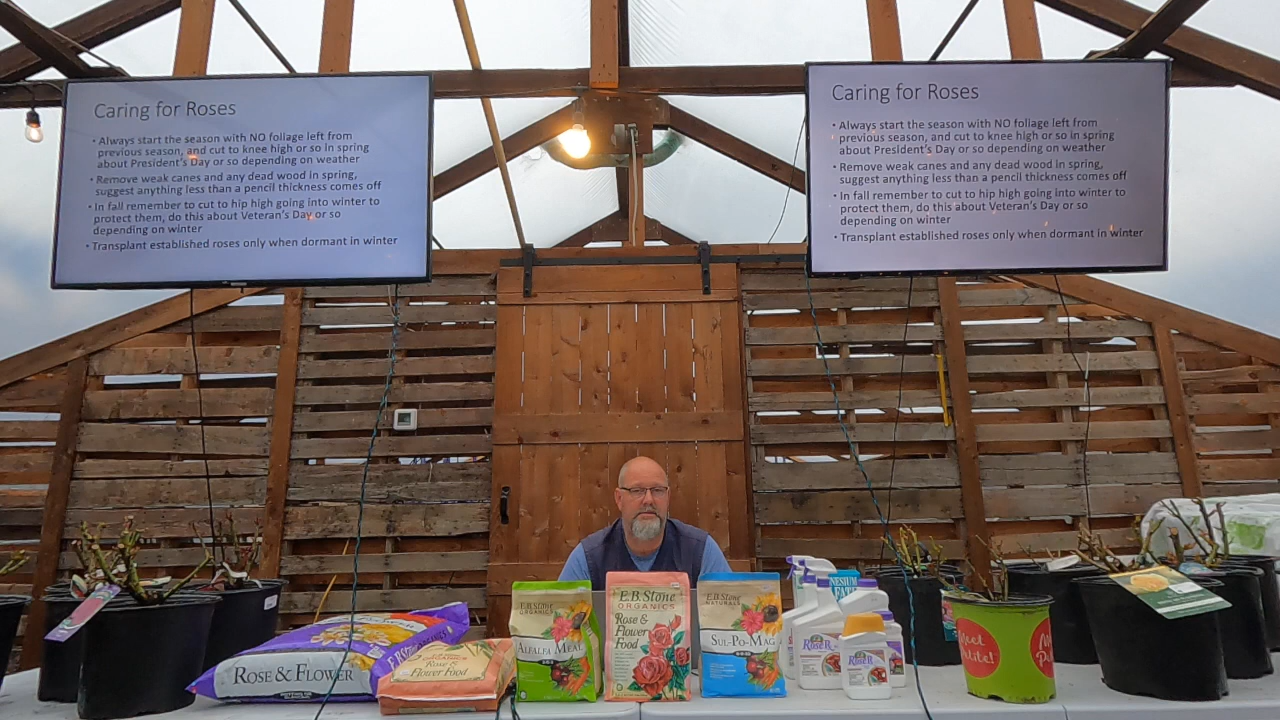 Caring for Roses
• Always start the season with NO foliage left from
previous season, and cut to knee high or so in spring
about President's Day or so depending on weather
• Remove weak canes and any dead wood in spring,
suggest anything less than a pencil thickness comes off
• In fall remember to cut to hip high going into winter to
protect them, do this about Veteran's Day or so
depending on winter
• Transplant established roses only when dormant in winter
Caring for Roses
• Always start the season with NO foliage left from
previous season, and cut to knee high or so in spring
about President's Day or so depending on weather
• Remove weak canes and any dead wood in spring,
suggest anything less than a pencil thickness comes off
• In fall remember to cut to hip high going into winter to
protect them, do this about Veteran's Day or so
depending on winter
• Transplant established roses only when dormant in winter
ROSE & FLOWER
ORGANICS
Rose &
Flower Food
E.B. Stone
ORGANICS
ALFALFA MEAL
E.B. Stone
ORGANICS
Rose &
Flower
Food
E.B. Stone
NATURALS
SUL-PO-MAG